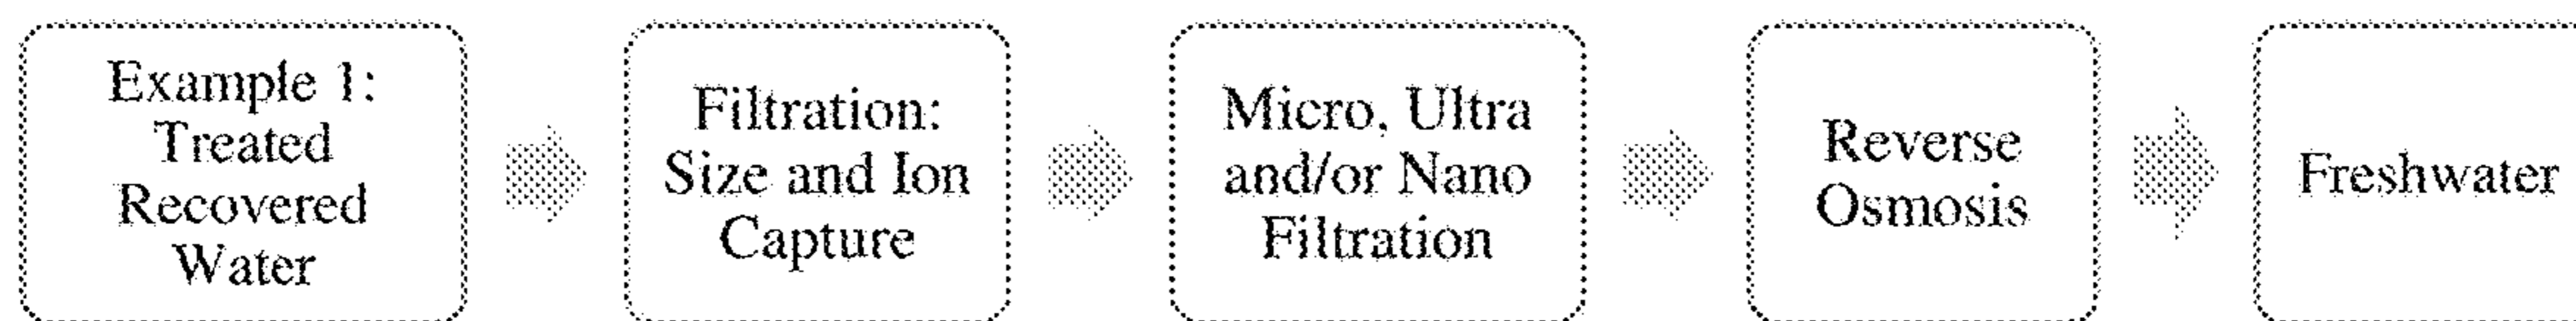 Example 1:
Treated
Recovered
Water
Filtration:
Size and Ion
Capture
Micro, Ultra
and/or Nano
Filtration
Reverse
Osmosis
Freshwater